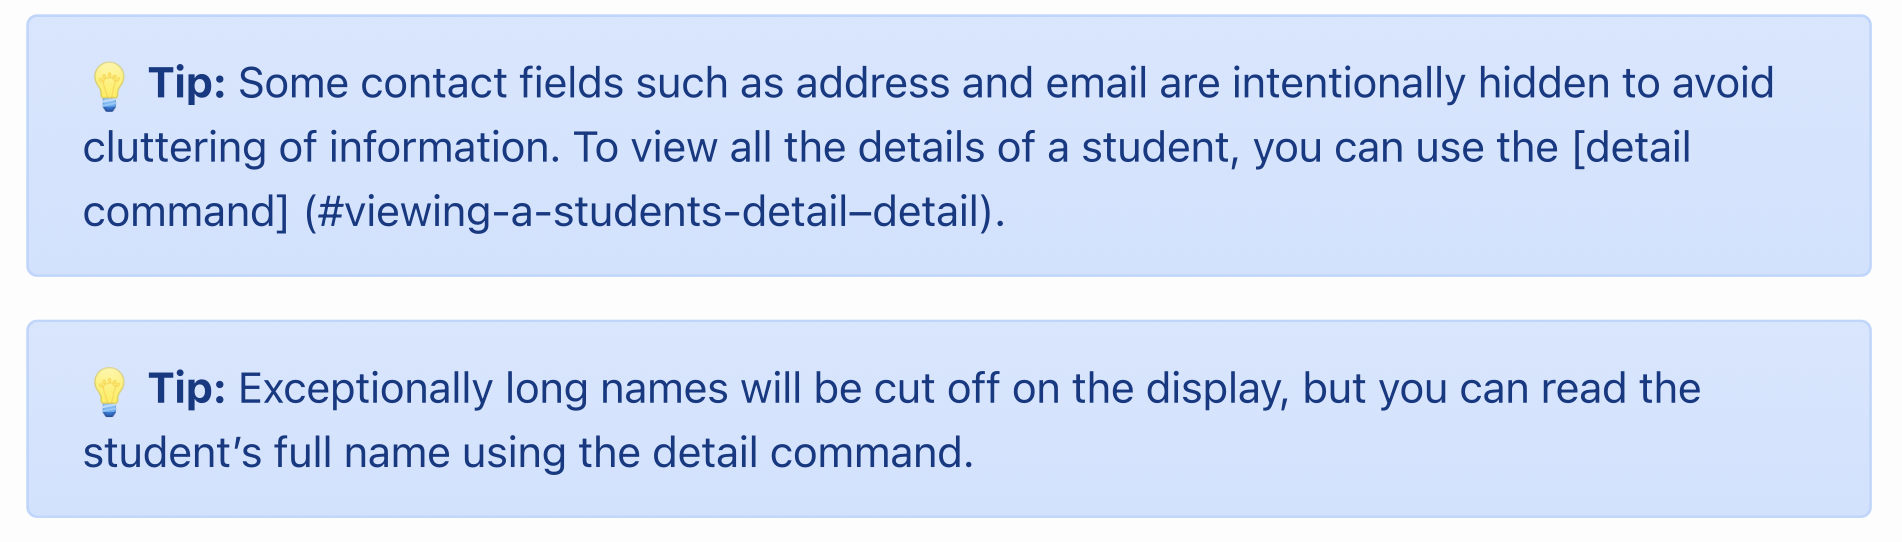 💡 Tip: Some contact fields such as address and email are intentionally hidden to avoid
cluttering of information. To view all the details of a student, you can use the [detail
command] (#viewing-a-students-detail–detail).
💡 Tip: Exceptionally long names will be cut off on the display, but you can read the
student’s full name using the detail command.